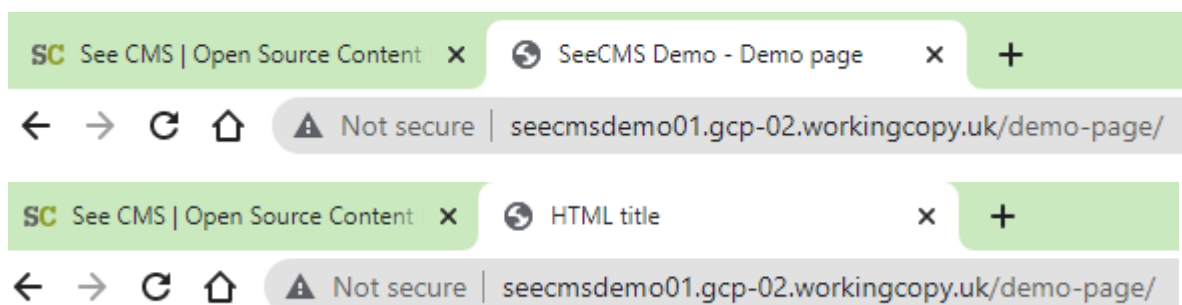 SC See CMS | Open Source Content SeeCMS Demo - Demo page
Not secure | seecmsdemo01.gcp-02.workingcopy.uk/demo-page/
SC See CMS | Open Source Content HTML title
Not secure | seecmsdemo01.gcp-02.workingcopy.uk/demo-page/